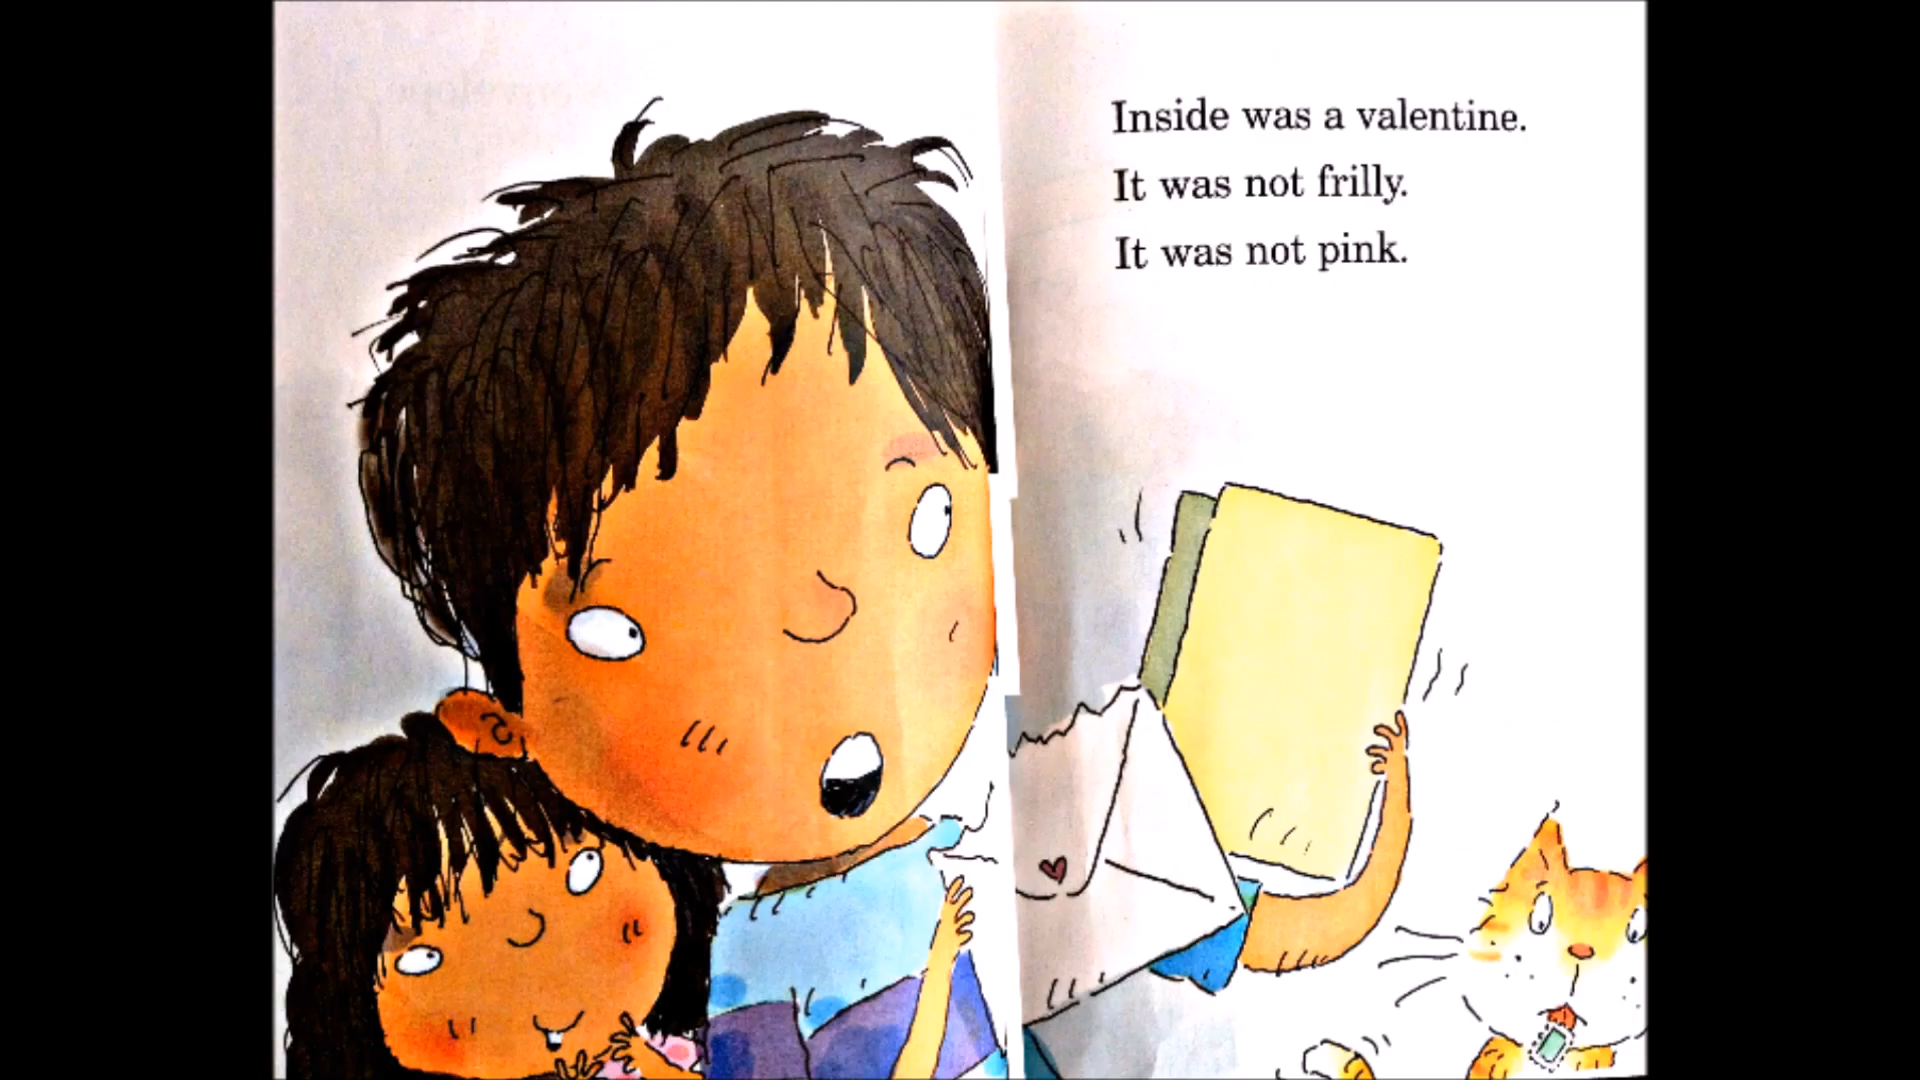 Inside was a valentine.
It was not frilly.
It was not pink.